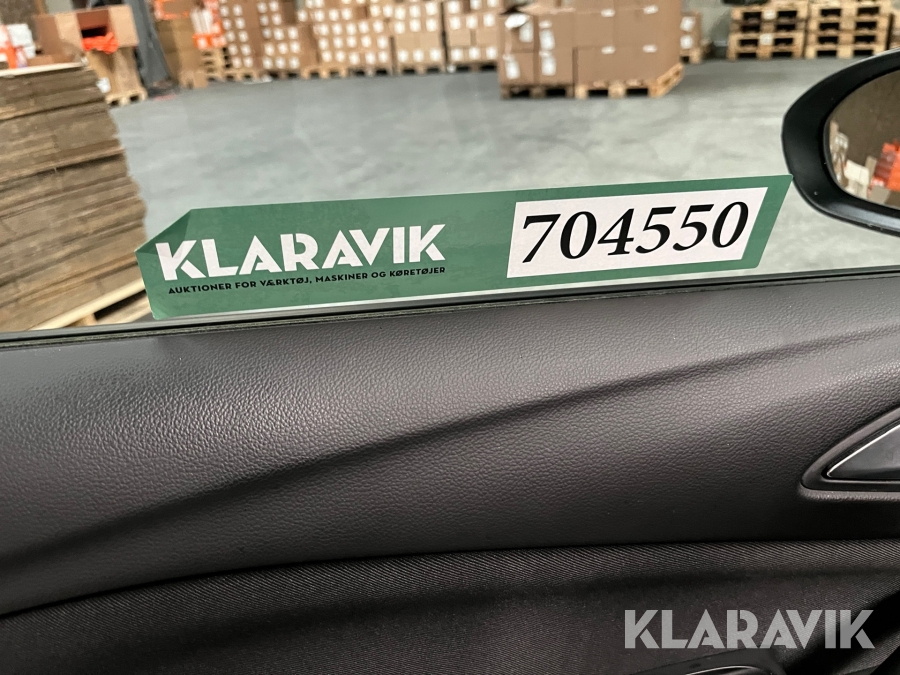 KLARAVIK
AUKTIONER FOR VÆRKTØJ, MASKINER OG KØRETØJER
704550
KLARAVIK